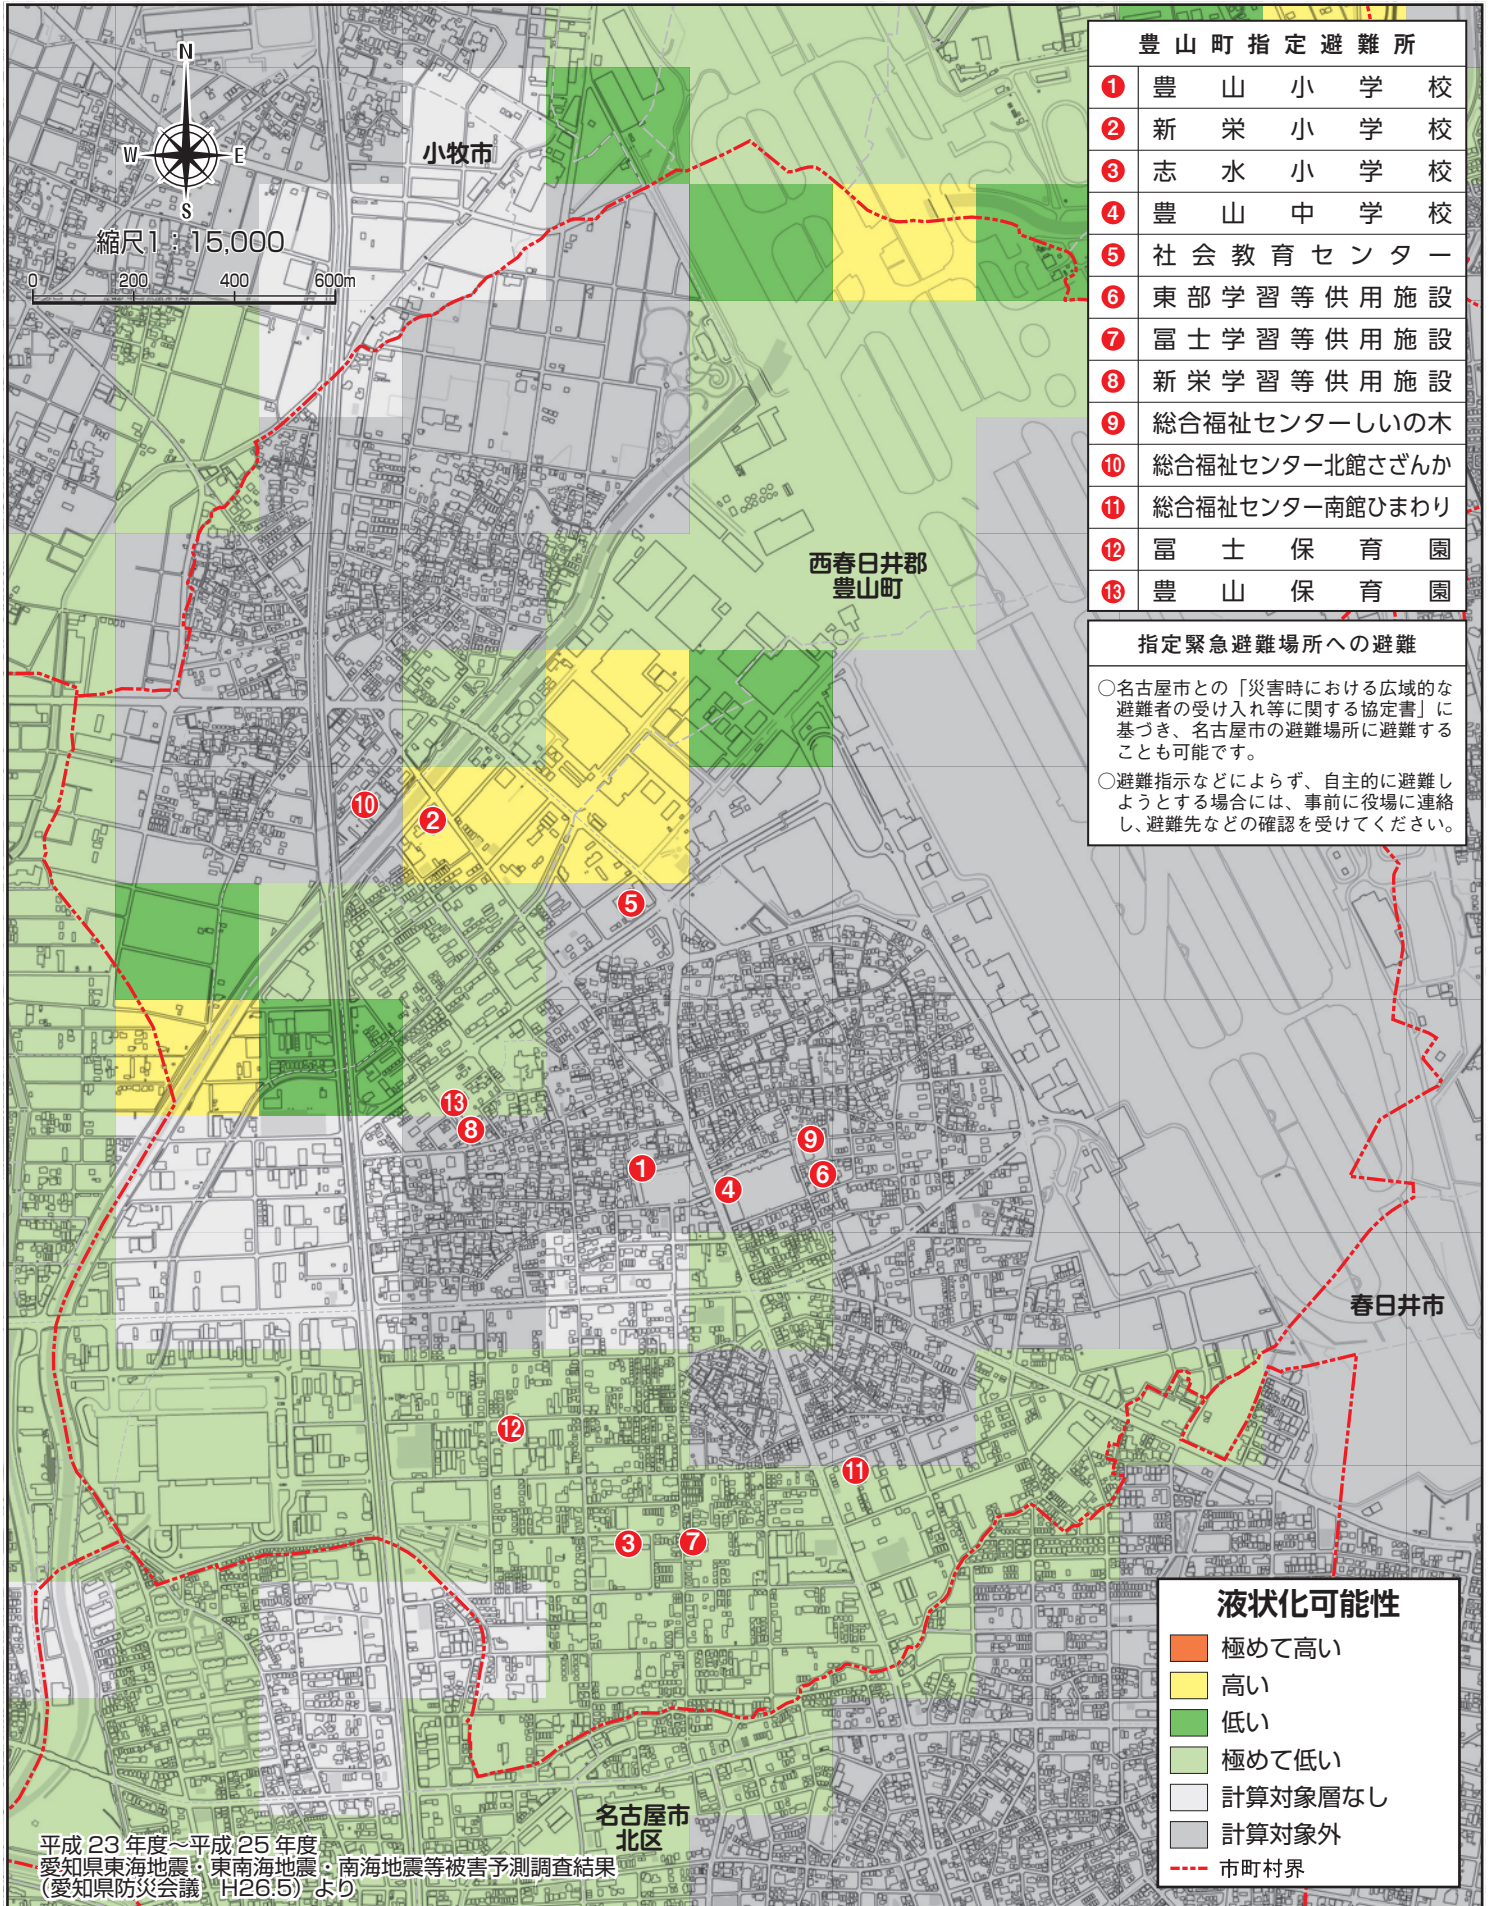 N
W
E
S
縮尺1：15,000
0 200 400 600m
小牧市
西春日井郡
豊山町
春日井市
名古屋市
北区
豊山町指定避難所
1 豊山小学校
2 新栄小学校
3 志水小学校
4 豊山中学校
5 社会教育センター
6 東部学習等供用施設
7 冨士学習等供用施設
8 新栄学習等供用施設
9 総合福祉センターしいの木
10 総合福祉センター北館さざんか
11 総合福祉センター南館ひまわり
12 冨士保育園
13 豊山保育園
指定緊急避難場所への避難
○名古屋市との「災害時における広域的な
避難者の受け入れ等に関する協定書」に
基づき、名古屋市の避難場所に避難する
ことも可能です。
○避難指示などによらず、自主的に避難し
ようとする場合には、事前に役場に連絡
し、避難先などの確認を受けてください。
10
2
5
13
8
1
4
9
6
12
11
3
7
液状化可能性
極めて高い
高い
低い
極めて低い
計算対象層なし
計算対象外
市町村界
平成 23 年度～平成 25 年度
愛知県東海地震・東南海地震・南海地震等被害予測調査結果
（愛知県防災会議　H26.5）より